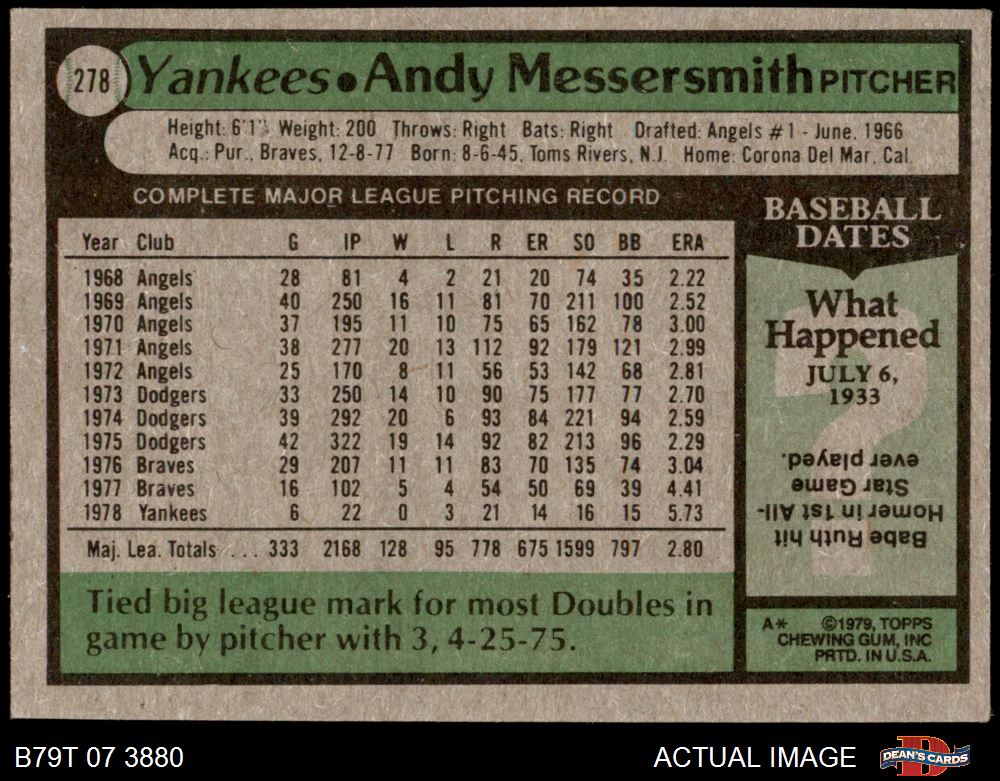 278 Yankees•Andy Messersmith PITCHER
Height: 6'1" Weight: 200 Throws: Right Bats: Right Drafted: Angels #1 - June, 1966
Acq.: Pur., Braves, 12-8-77 Born: 8-6-45, Toms Rivers, N.J. Home: Corona Del Mar, Cal.
COMPLETE MAJOR LEAGUE PITCHING RECORD
Year Club G IP W L R ER SO BB ERA
1968 Angels 28 81 4 2 21 20 74 35 2.22
1969 Angels 40 250 16 11 81 70 211 100 2.52
1970 Angels 37 195 11 10 75 65 162 78 3.00
1971 Angels 38 277 20 13 112 92 179 121 2.99
1972 Angels 25 170 8 11 56 53 142 68 2.81
1973 Dodgers 33 250 14 10 90 75 177 77 2.70
1974 Dodgers 39 292 20 6 93 84 221 94 2.59
1975 Dodgers 42 322 19 14 92 82 213 96 2.29
1976 Braves 29 207 11 11 83 70 135 74 3.04
1977 Braves 16 102 5 4 54 50 69 39 4.41
1978 Yankees 6 22 0 3 21 14 16 15 5.73
Maj. Lea. Totals ... 333 2168 128 95 778 675 1599 797 2.80
Tied big league mark for most Doubles in
game by pitcher with 3, 4-25-75.
BASEBALL
DATES
What
Happened
JULY 6,
1933
?
Babe Ruth hit
Homer in 1st All-
Star Game
ever played.
A* ©1979, TOPPS
CHEWING GUM, INC
PRTD. IN U.S.A.
B79T 07 3880
ACTUAL IMAGE
D
DEAN'S CARDS